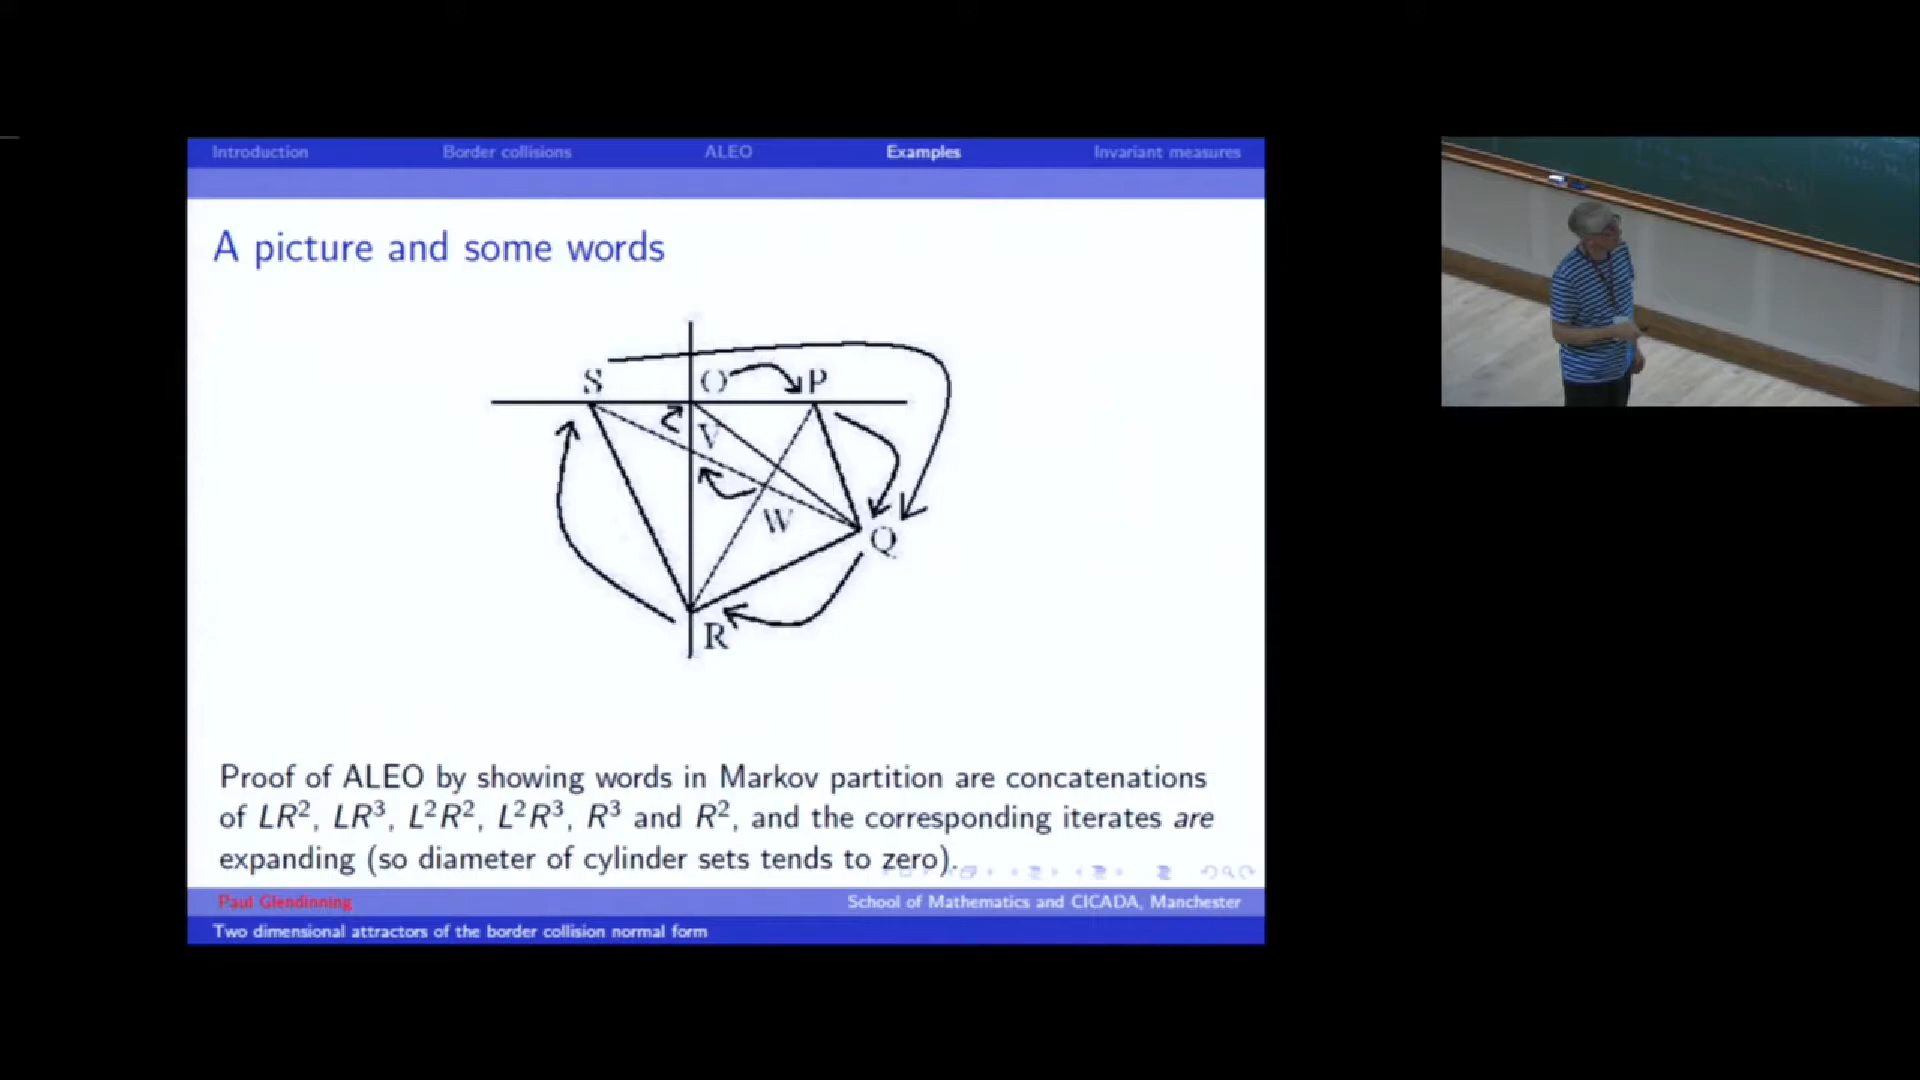 Introduction Border collisions ALEO Examples Invariant measures
A picture and some words
S O P
V
W
Q
R
Proof of ALEO by showing words in Markov partition are concatenations
of LR², LR³, L²R², L²R³, R³ and R², and the corresponding iterates are
expanding (so diameter of cylinder sets tends to zero).
Paul Glendinning School of Mathematics and CICADA, Manchester
Two dimensional attractors of the border collision normal form